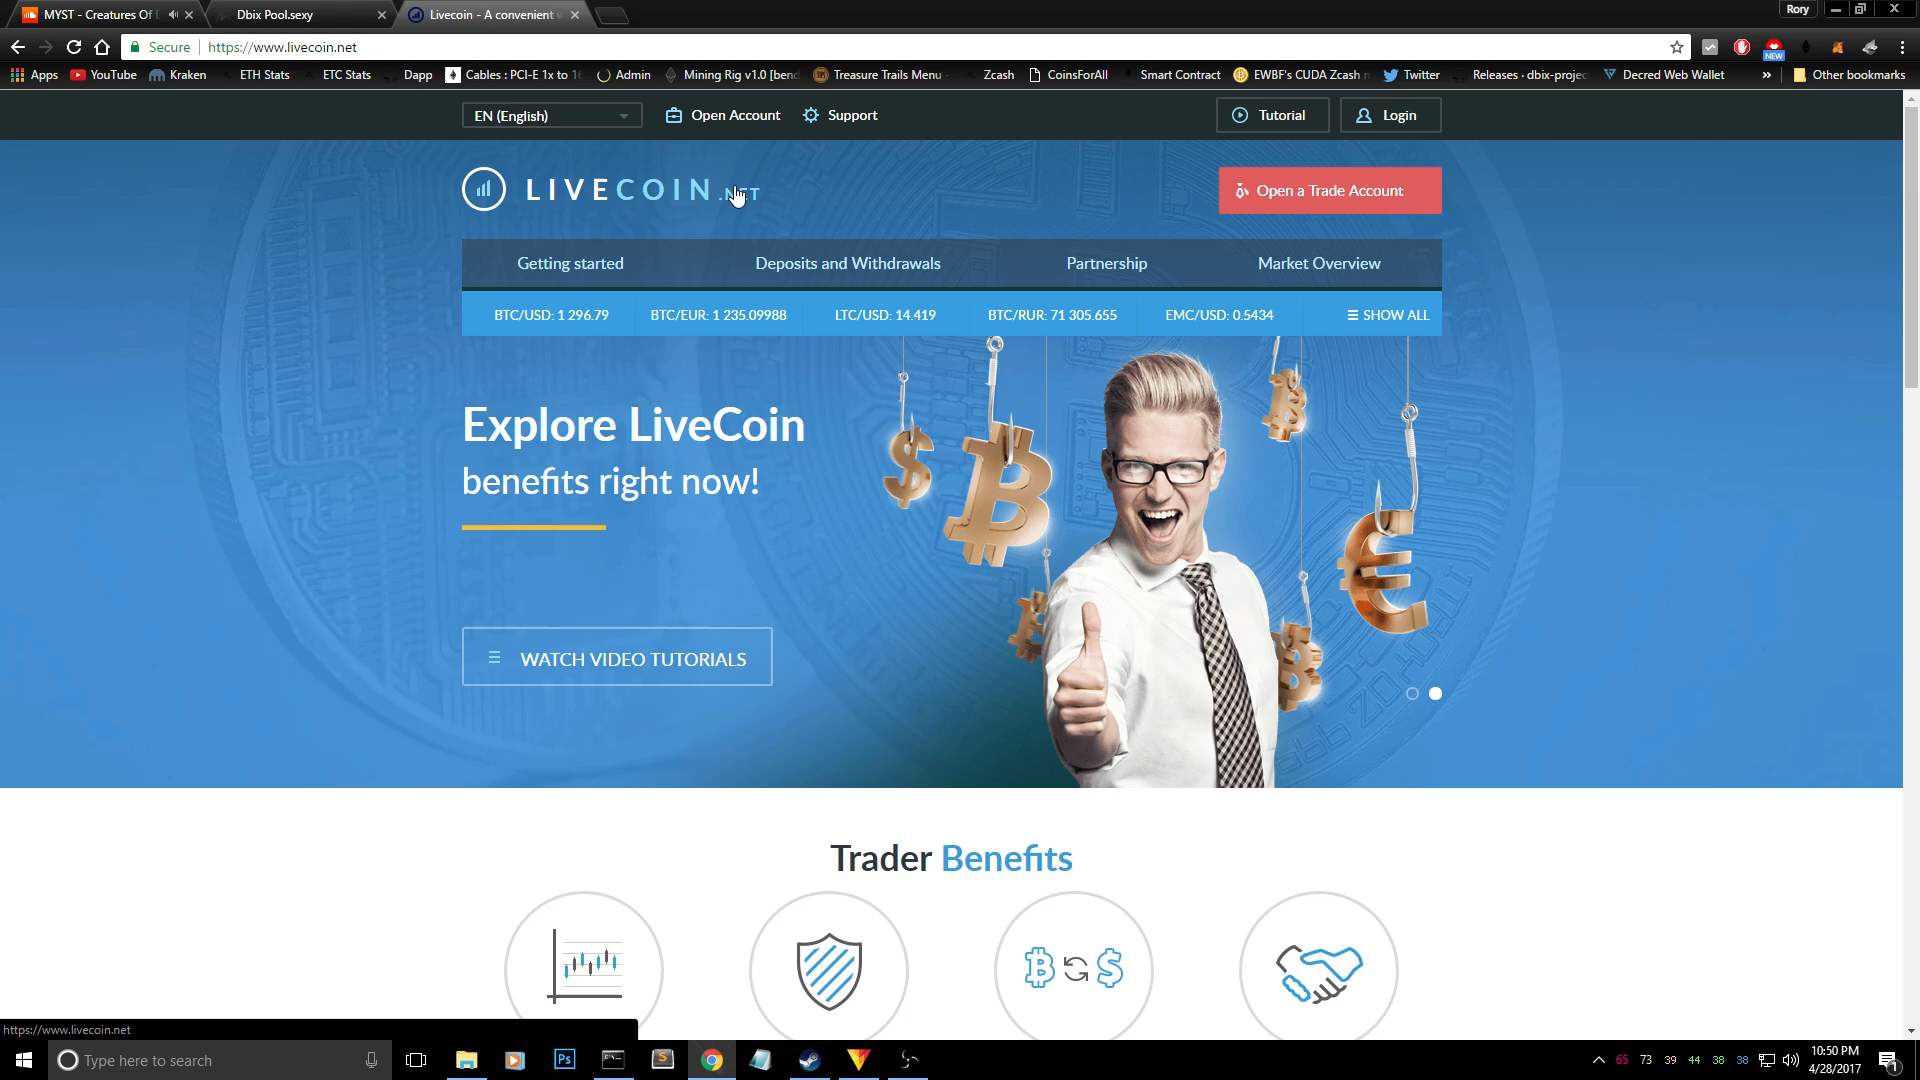 MYST - Creatures Of
Dbix Pool.sexy
Livecoin - A convenient
Rory
Secure
https://www.livecoin.net
NEW
Apps
YouTube
Kraken
ETH Stats
ETC Stats
Dapp
Cables : PCI-E 1x to
Admin
Mining Rig v1.0 [bend
Treasure Trails Menu -
Zcash
CoinsForAll
Smart Contract
EWBF's CUDA Zcash
Twitter
Releases · dbix-projec
Decred Web Wallet
»
Other bookmarks
EN (English)
Open Account
Support
Tutorial
Login
LIVECOIN.NET
Open a Trade Account
Getting started
Deposits and Withdrawals
Partnership
Market Overview
BTC/USD: 1 296.79
BTC/EUR: 1 235.09988
LTC/USD: 14.419
BTC/RUR: 71 305.655
EMC/USD: 0.5434
SHOW ALL
Explore LiveCoin
benefits right now!
WATCH VIDEO TUTORIALS
Trader Benefits
https://www.livecoin.net
Type here to search
Ps
S
65 73 39 44 38 38
10:50 PM
4/28/2017
1